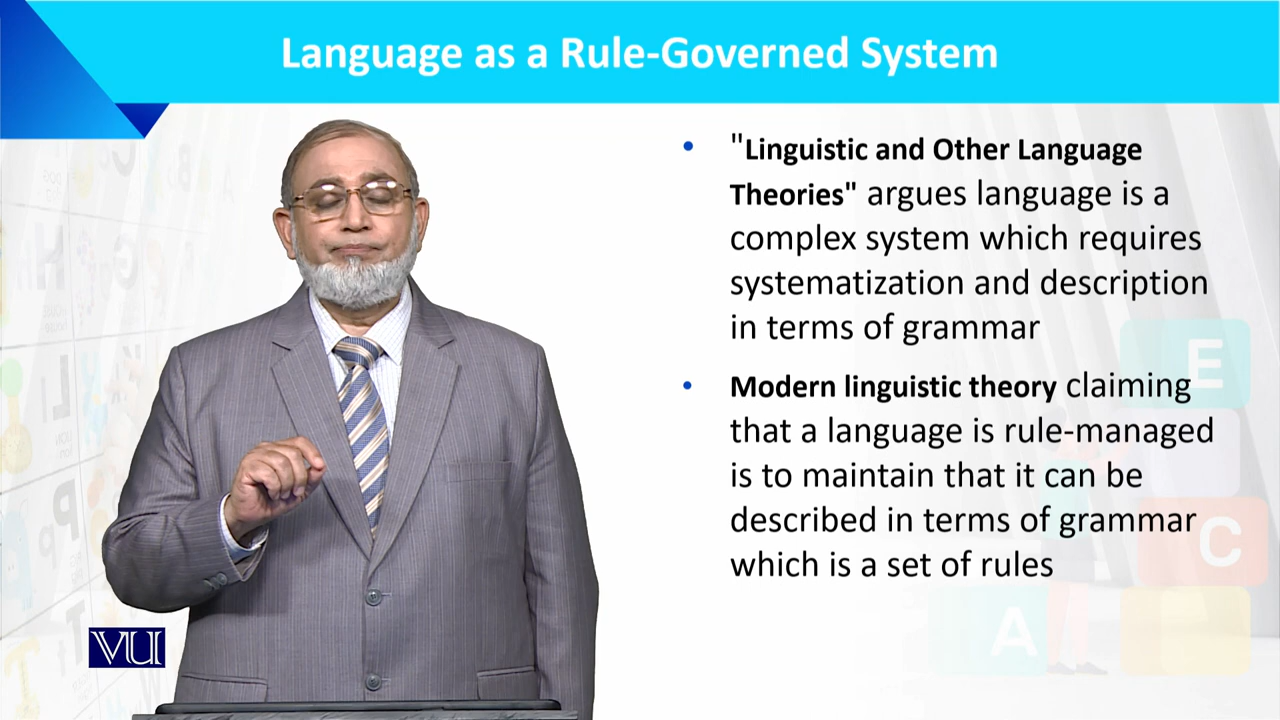 Language as a Rule-Governed System
• "Linguistic and Other Language
Theories" argues language is a
complex system which requires
systematization and description
in terms of grammar
• Modern linguistic theory claiming
that a language is rule-managed
is to maintain that it can be
described in terms of grammar
which is a set of rules
VU
E
C
A